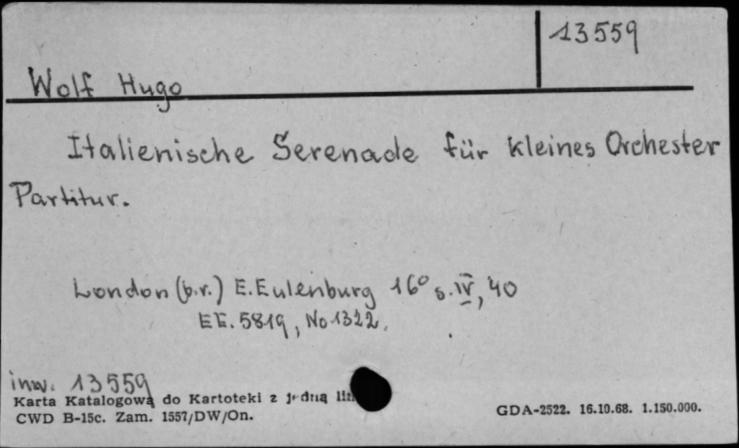 13559
Wolf Hugo
Italienische Serenade für kleines Orchester
Partitur.
London (b.r.) E. Eulenburg 16° s. IV, 40
EE. 5819, No 1322.
inw. 13559
Karta Katalogową do Kartoteki z jedną
CWD B-15c. Zam. 1557/DW/On.
GDA-2522. 16.10.68. 1.150.000.